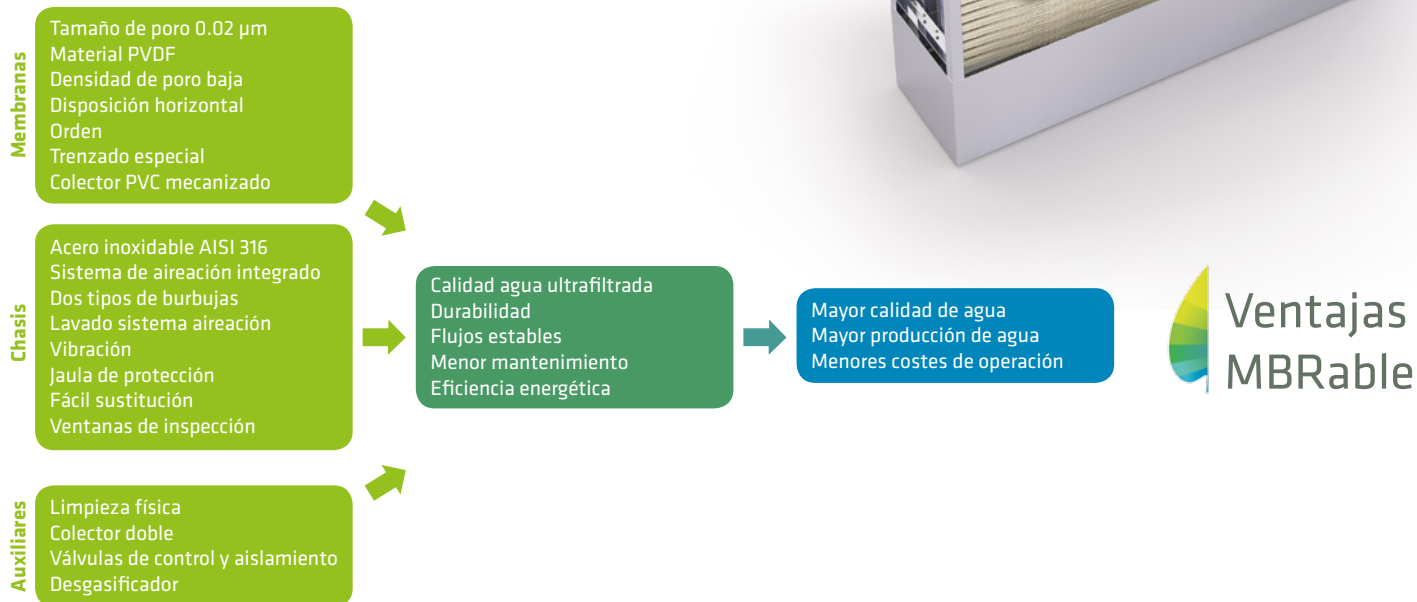 Membranas
Tamaño de poro 0.02 µm
Material PVDF
Densidad de poro baja
Disposición horizontal
Orden
Trenzado especial
Colector PVC mecanizado
Chasis
Acero inoxidable AISI 316
Sistema de aireación integrado
Dos tipos de burbujas
Lavado sistema aireación
Vibración
Jaula de protección
Fácil sustitución
Ventanas de inspección
Auxiliares
Limpieza física
Colector doble
Válvulas de control y aislamiento
Desgasificador
Calidad agua ultrafiltrada
Durabilidad
Flujos estables
Menor mantenimiento
Eficiencia energética
Mayor calidad de agua
Mayor producción de agua
Menores costes de operación
Ventajas
MBRable